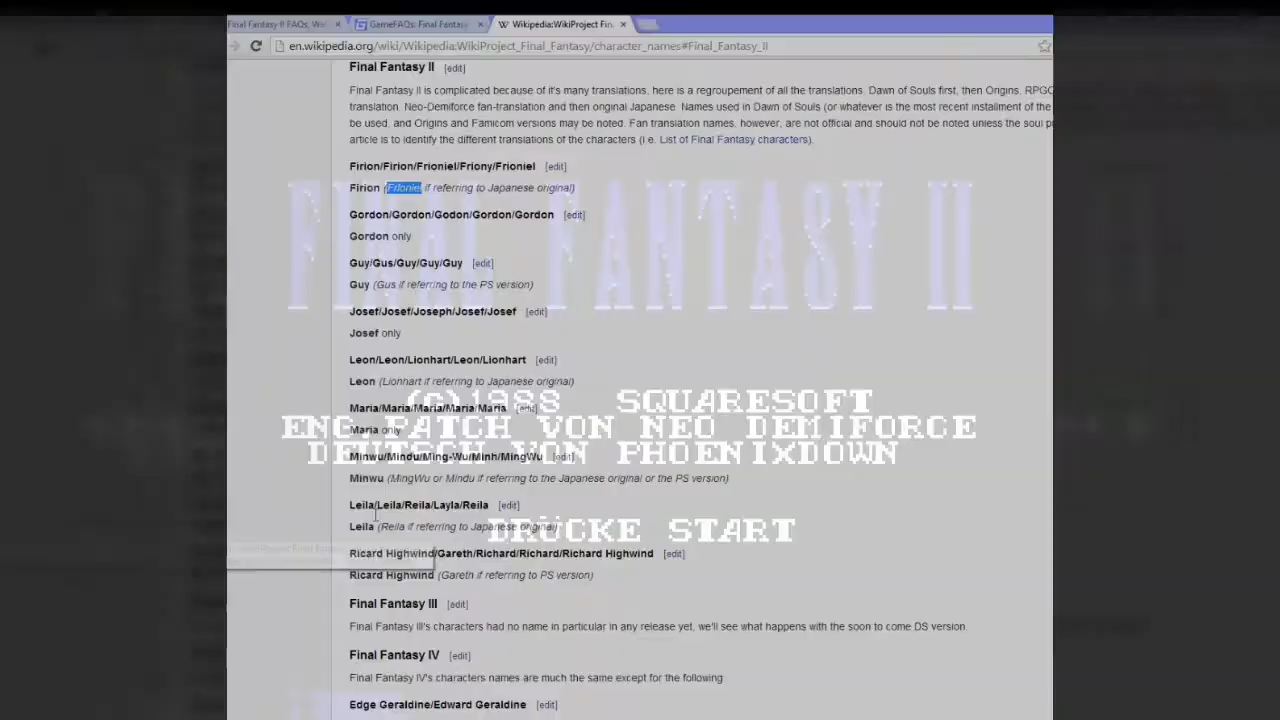 Final Fantasy II FAQs, Wal
GameFAQs: Final Fantasy
Wikipedia:WikiProject Fin
en.wikipedia.org/wiki/Wikipedia:WikiProject_Final_Fantasy/character_names#Final_Fantasy_II
Final Fantasy II [edit]
Final Fantasy II is complicated because of it's many translations, here is a regroupement of all the translations. Dawn of Souls first, then Origins. RPGC
translation. Neo-Demiforce fan-translation and then original Japanese. Names used in Dawn of Souls (or whatever is the most recent installment of the
be used, and Origins and Famicom versions may be noted. Fan translation names, however, are not official and should not be noted unless the soul p
article is to identify the different translations of the characters (i.e. List of Final Fantasy characters).
Firion/Firion/Frioniel/Friony/Frioniel [edit]
Firion (Frioniel if referring to Japanese original)
FINAL FANTASY II
Gordon/Gordon/Godon/Gordon/Gordon [edit]
Gordon only
Guy/Gus/Guy/Guy/Guy [edit]
Guy (Gus if referring to the PS version)
Josef/Josef/Joseph/Josef/Josef [edit]
Josef only
Leon/Leon/Lionhart/Leon/Lionhart [edit]
Leon (Lionhart if referring to Japanese original)
(C)1988 SQUARESOFT
Maria/Maria/Maria/Maria/Maria [edit]
ENG-PATCH VON NEO DEMIFORCE
Maria only
DEUTSCH VON PHOENIXDOWN
Minwu/Mindu/Ming-Wu/Minh/MingWu [edit]
Minwu (MingWu or Mindu if referring to the Japanese original or the PS version)
Leila/Leila/Reila/Layla/Reila [edit]
Leila (Reila if referring to Japanese original)
DRÜCKE START
Ricard Highwind/Gareth/Richard/Richard/Richard Highwind [edit]
Ricard Highwind (Gareth if referring to PS version)
Final Fantasy III [edit]
Final Fantasy III's characters had no name in particular in any release yet, we'll see what happens with the soon to come DS version.
Final Fantasy IV [edit]
Final Fantasy IV's characters names are much the same except for the following
Edge Geraldine/Edward Geraldine [edit]